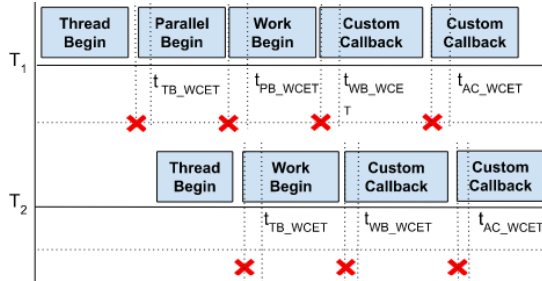 Thread Begin
Parallel Begin
Work Begin
Custom Callback
Custom Callback
T1
tTB_WCET
tPB_WCET
tWB_WCE
T
tAC_WCET
Thread Begin
Work Begin
Custom Callback
Custom Callback
T2
tTB_WCET
tWB_WCET
tAC_WCET